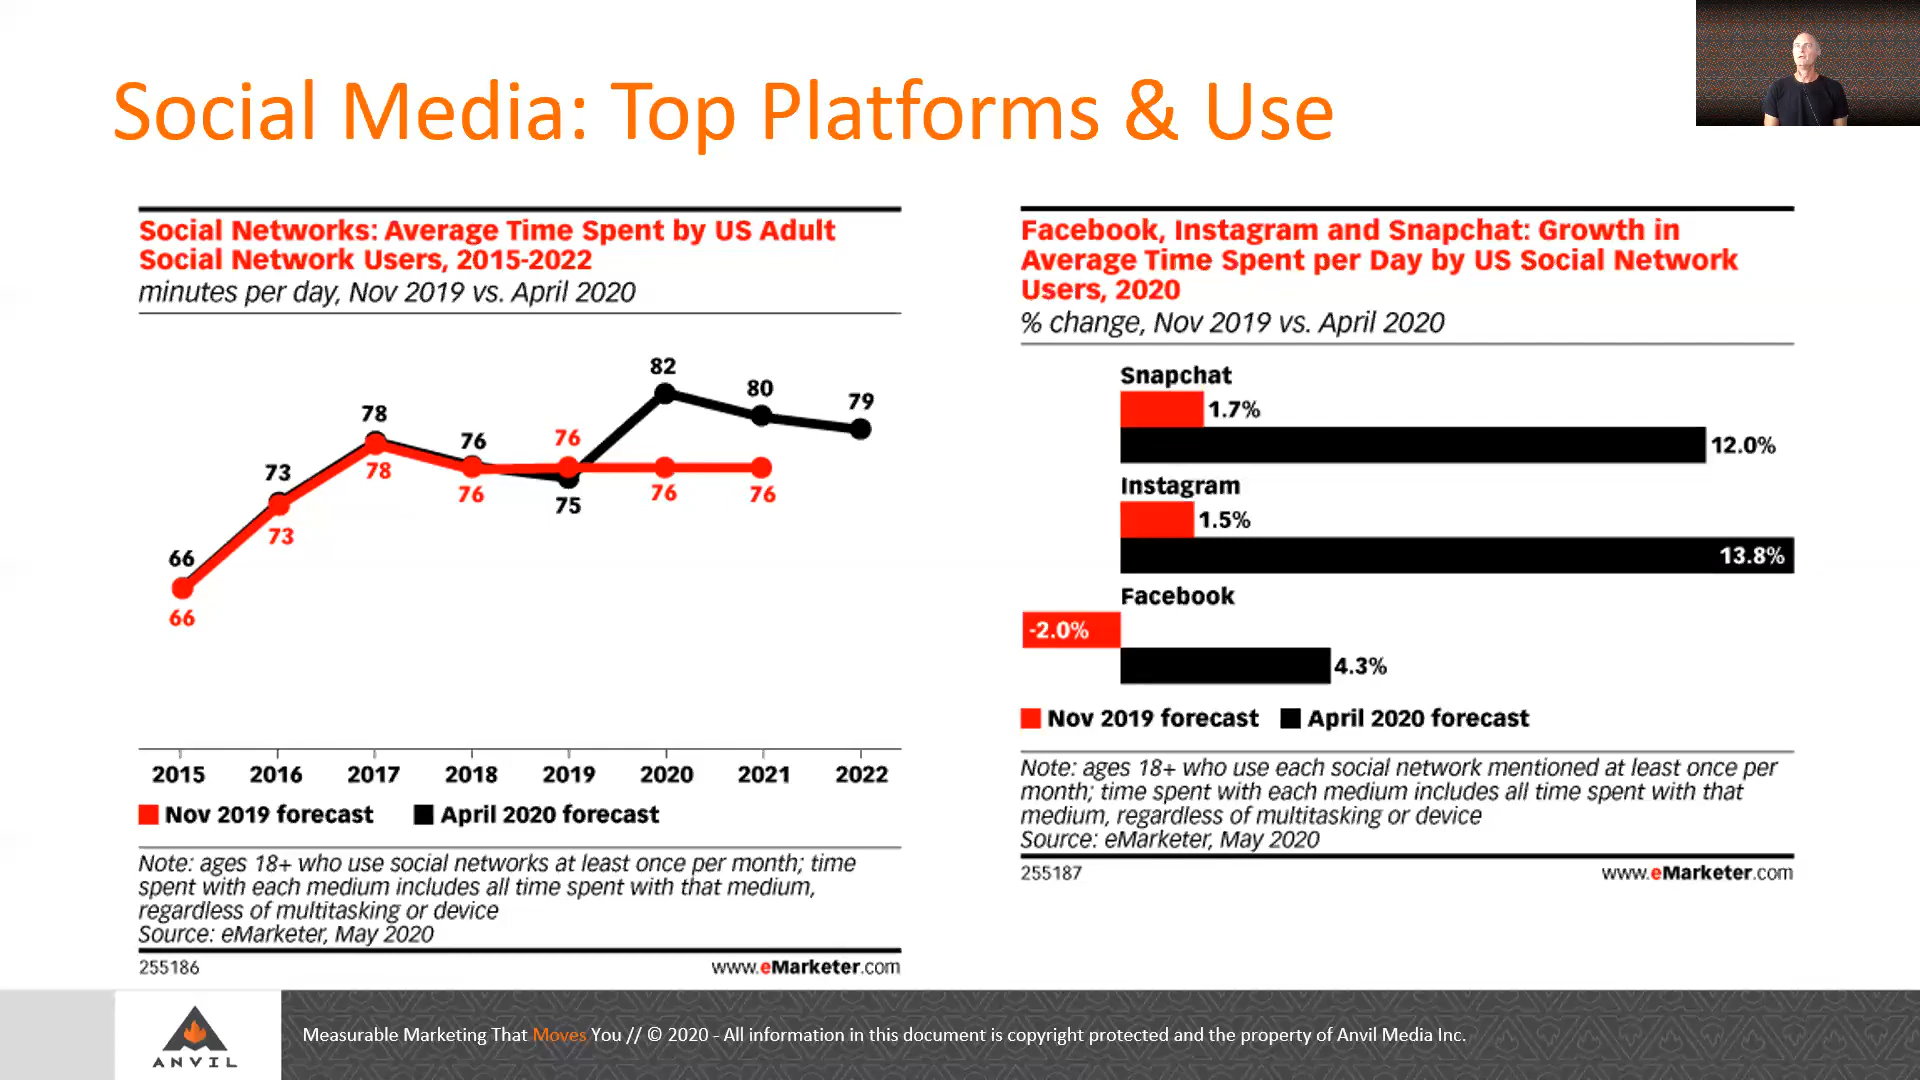 Social Media: Top Platforms & Use
Social Networks: Average Time Spent by US Adult
Social Network Users, 2015-2022
minutes per day, Nov 2019 vs. April 2020
82
80
79
78
76
76
73
78
76
75
76
76
73
66
66
2015 2016 2017 2018 2019 2020 2021 2022
Nov 2019 forecast April 2020 forecast
Note: ages 18+ who use social networks at least once per month; time
spent with each medium includes all time spent with that medium,
regardless of multitasking or device
Source: eMarketer, May 2020
255186 www.eMarketer.com
Facebook, Instagram and Snapchat: Growth in
Average Time Spent per Day by US Social Network
Users, 2020
% change, Nov 2019 vs. April 2020
Snapchat
1.7%
12.0%
Instagram
1.5%
13.8%
Facebook
-2.0%
4.3%
Nov 2019 forecast April 2020 forecast
Note: ages 18+ who use each social network mentioned at least once per
month; time spent with each medium includes all time spent with that
medium, regardless of multitasking or device
Source: eMarketer, May 2020
255187 www.eMarketer.com
ANVIL
Measurable Marketing That Moves You // © 2020 - All information in this document is copyright protected and the property of Anvil Media Inc.